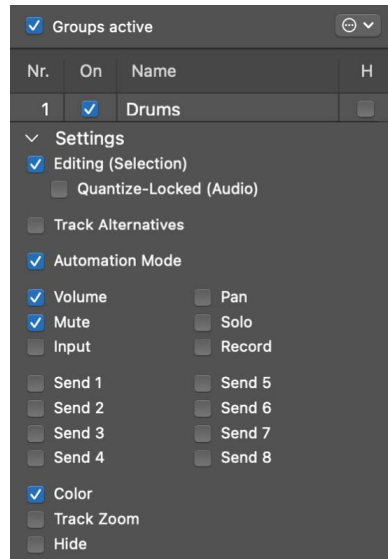 Groups active
Nr. On Name H
1 Drums
Settings
Editing (Selection)
Quantize-Locked (Audio)
Track Alternatives
Automation Mode
Volume Pan
Mute Solo
Input Record
Send 1 Send 5
Send 2 Send 6
Send 3 Send 7
Send 4 Send 8
Color
Track Zoom
Hide